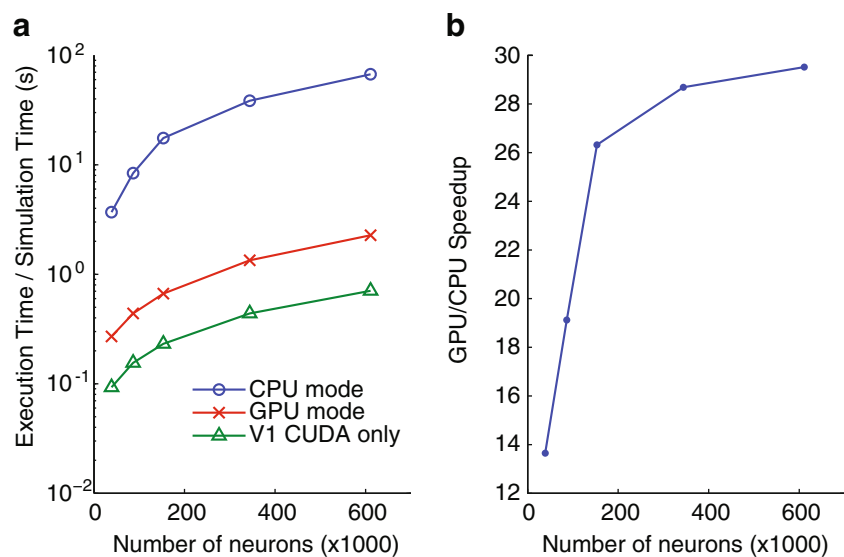 a
Execution Time / Simulation Time (s)
10^2
10^1
10^0
10^-1
10^-2
CPU mode
GPU mode
V1 CUDA only
0 200 400 600
Number of neurons (x1000)
b
GPU/CPU Speedup
30
28
26
24
22
20
18
16
14
12
0 200 400 600
Number of neurons (x1000)